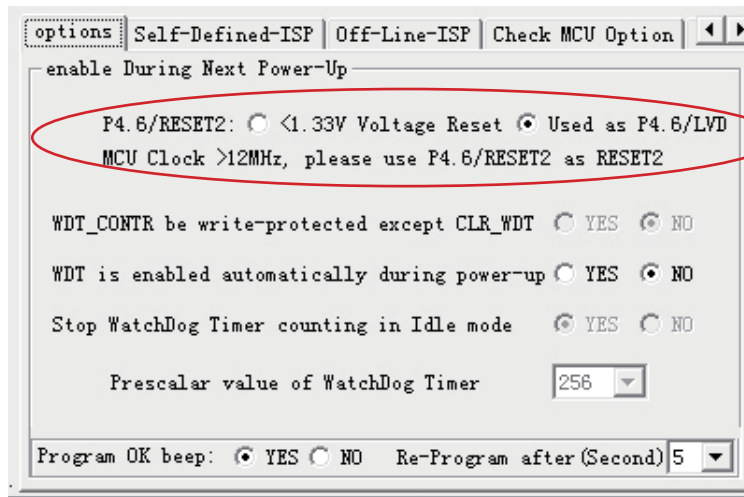 options Self-Defined-ISP Off-Line-ISP Check MCU Option
enable During Next Power-Up
P4.6/RESET2: <1.33V Voltage Reset Used as P4.6/LVD
MCU Clock >12MHz, please use P4.6/RESET2 as RESET2
WDT_CONTR be write-protected except CLR_WDT YES NO
WDT is enabled automatically during power-up YES NO
Stop WatchDog Timer counting in Idle mode YES NO
Prescalar value of WatchDog Timer 256
Program OK beep: YES NO Re-Program after(Second) 5